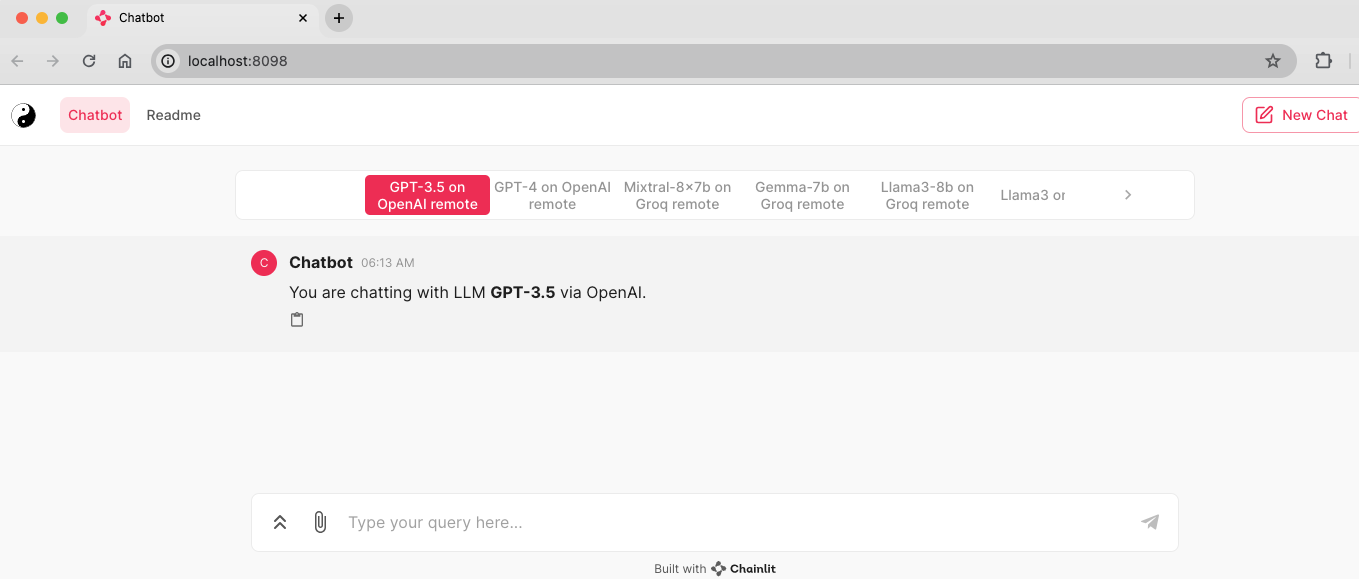 Chatbot
localhost:8098
Chatbot Readme New Chat
GPT-3.5 on
OpenAI remote
GPT-4 on OpenAI
remote
Mixtral-8x7b on
Groq remote
Gemma-7b on
Groq remote
Llama3-8b on
Groq remote
Llama3 or
C
Chatbot 06:13 AM
You are chatting with LLM GPT-3.5 via OpenAI.
Type your query here...
Built with Chainlit